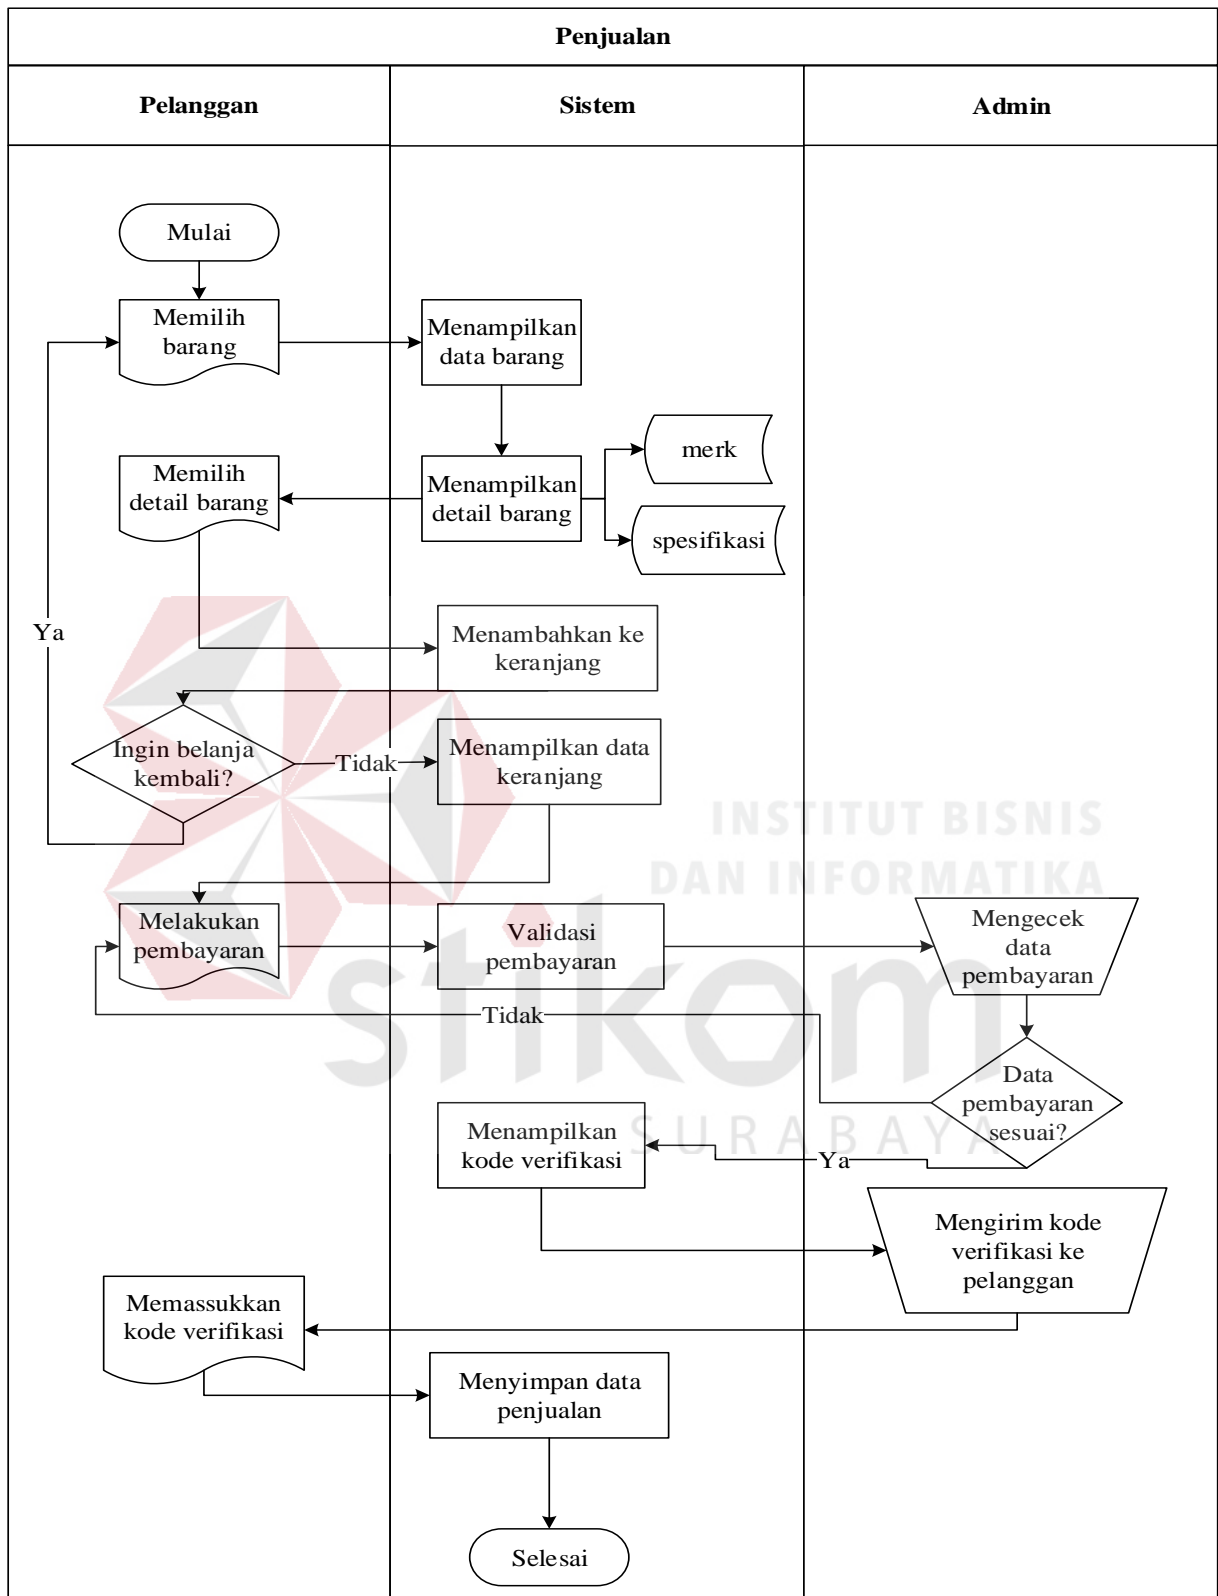 Penjualan
Pelanggan
Sistem
Admin
Mulai
Memilih
barang
Menampilkan
data barang
merk
Memilih
detail barang
Menampilkan
detail barang
spesifikasi
Ya
Menambahkan ke
keranjang
Ingin belanja
kembali?
Tidak
Menampilkan data
keranjang
INSTITUT BISNIS
DAN INFORMATIKA
Melakukan
pembayaran
Validasi
pembayaran
Mengecek
data
pembayaran
stikom
Tidak
Data
pembayaran
sesuai?
SURABAYA
Menampilkan
kode verifikasi
Ya
Mengirim kode
verifikasi ke
pelanggan
Memassukkan
kode verifikasi
Menyimpan data
penjualan
Selesai